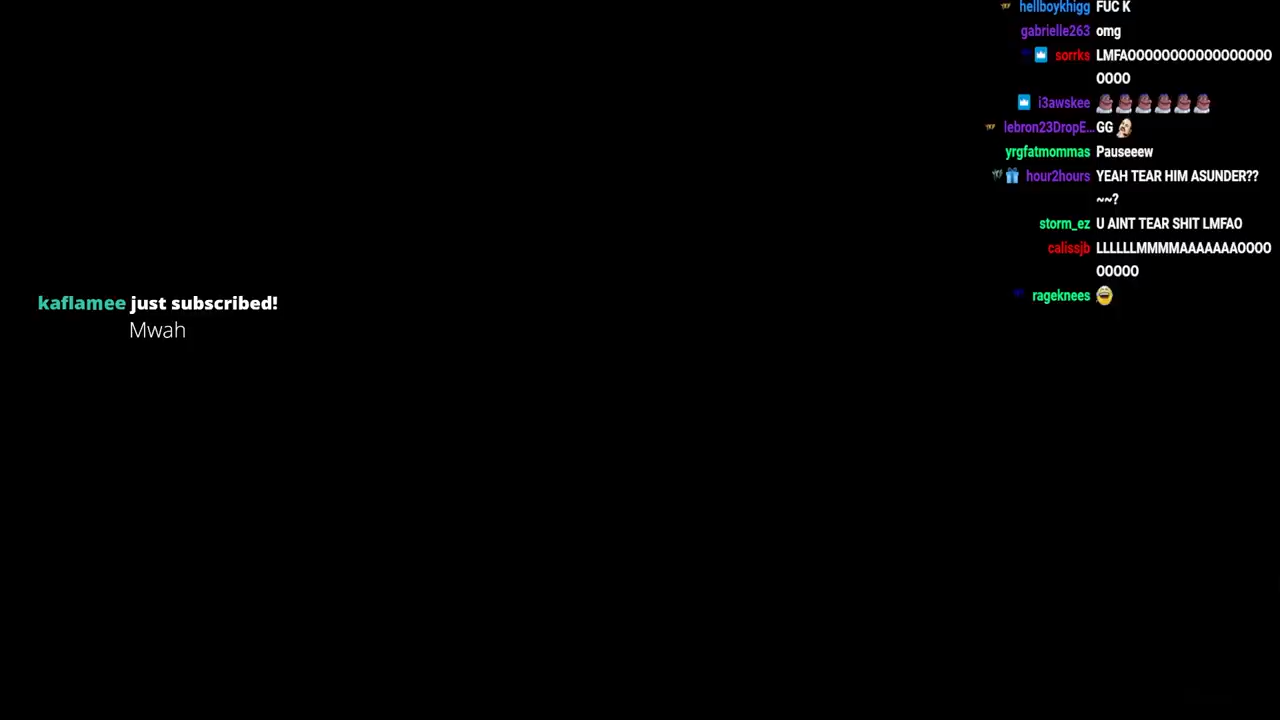 hellboykhigg FUC K
gabrielle263 omg
sorrks LMFAOOOOOOOOOOOOOOOOO
OOOO
i3awskee
lebron23DropE... GG
yrgfatmommas Pauseeew
hour2hours YEAH TEAR HIM ASUNDER??
~~?
storm_ez U AINT TEAR SHIT LMFAO
calissjb LLLLLLMMMMAAAAAAAOOOO
OOOOO
rageknees
kaflamee just subscribed!
Mwah